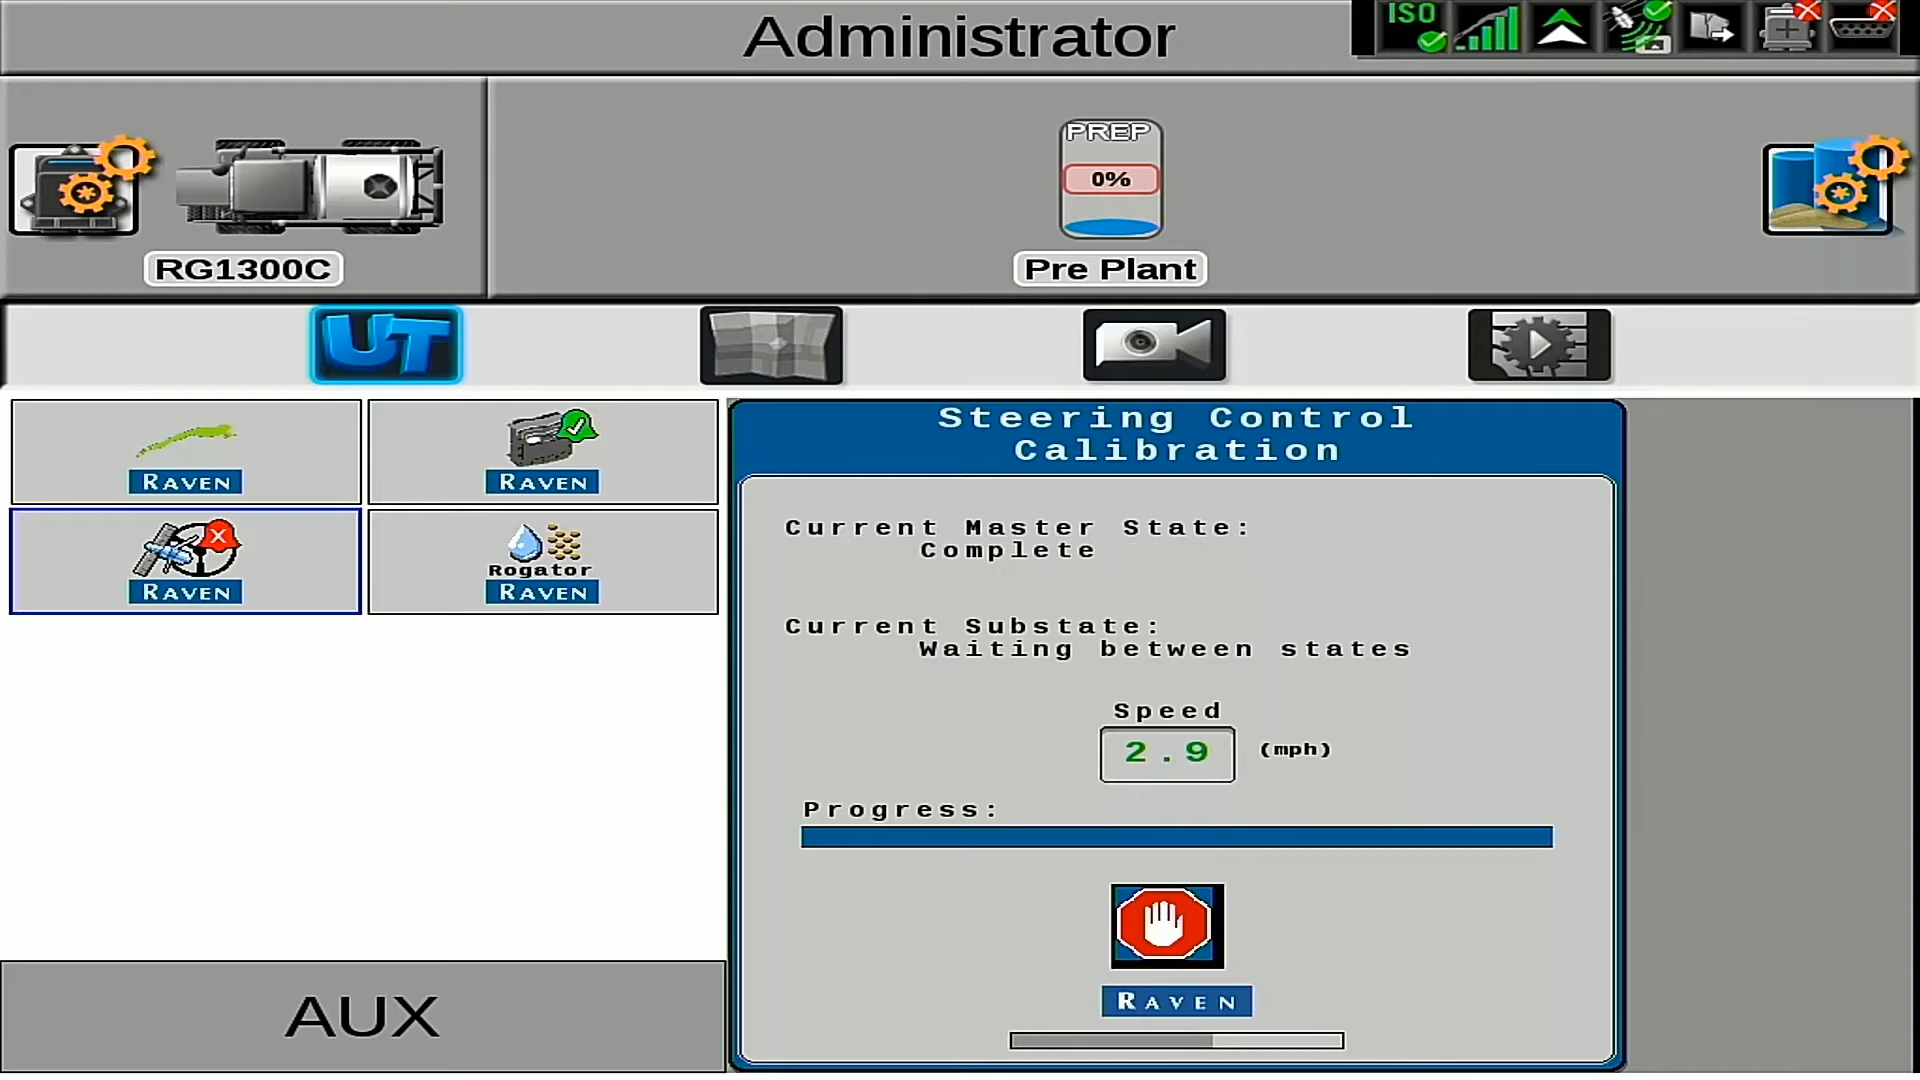 Administrator
ISO
PREP
0%
RG1300C
Pre Plant
UT
RAVEN
RAVEN
RAVEN
Rogator
RAVEN
AUX
Steering Control
Calibration
Current Master State:
Complete
Current Substate:
Waiting between states
Speed
2.9 (mph)
Progress:
RAVEN